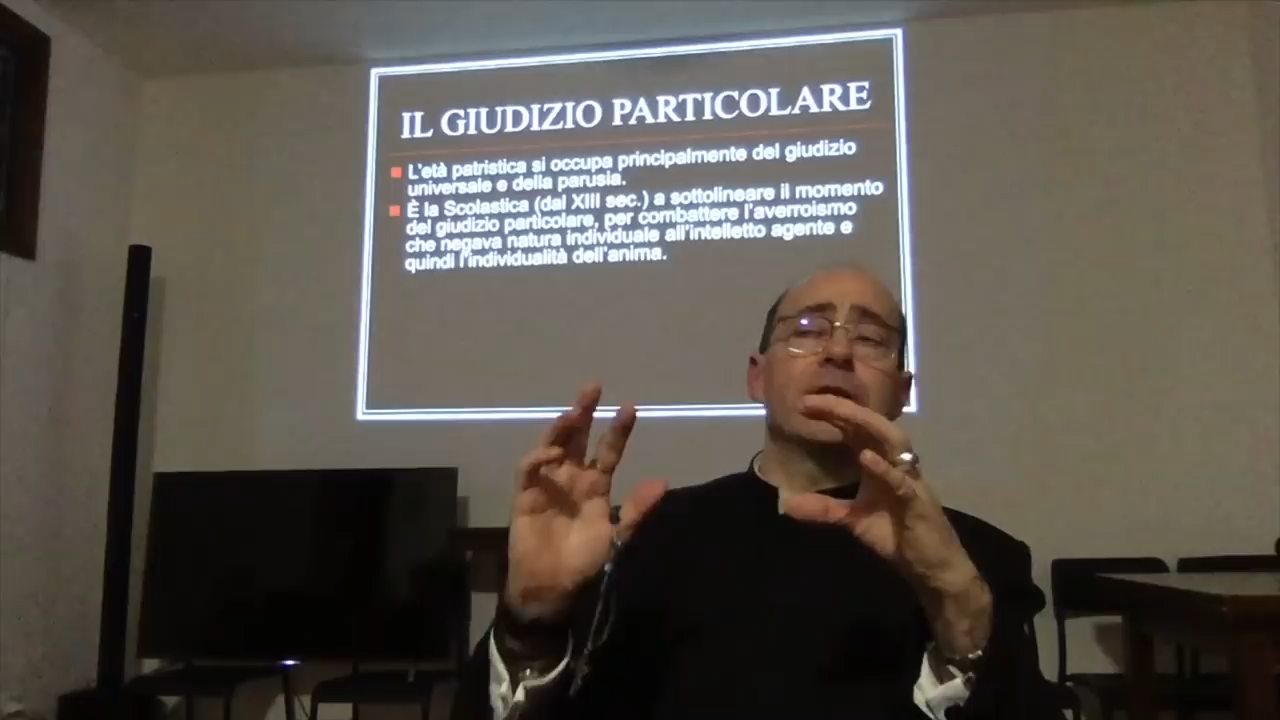 IL GIUDIZIO PARTICOLARE
L'età patristica si occupa principalmente del giudizio
universale e della parusia.
È la Scolastica (dal XIII sec.) a sottolineare il momento
del giudizio particolare, per combattere l'averroismo
che negava natura individuale all'intelletto agente e
quindi l'individualità dell'anima.